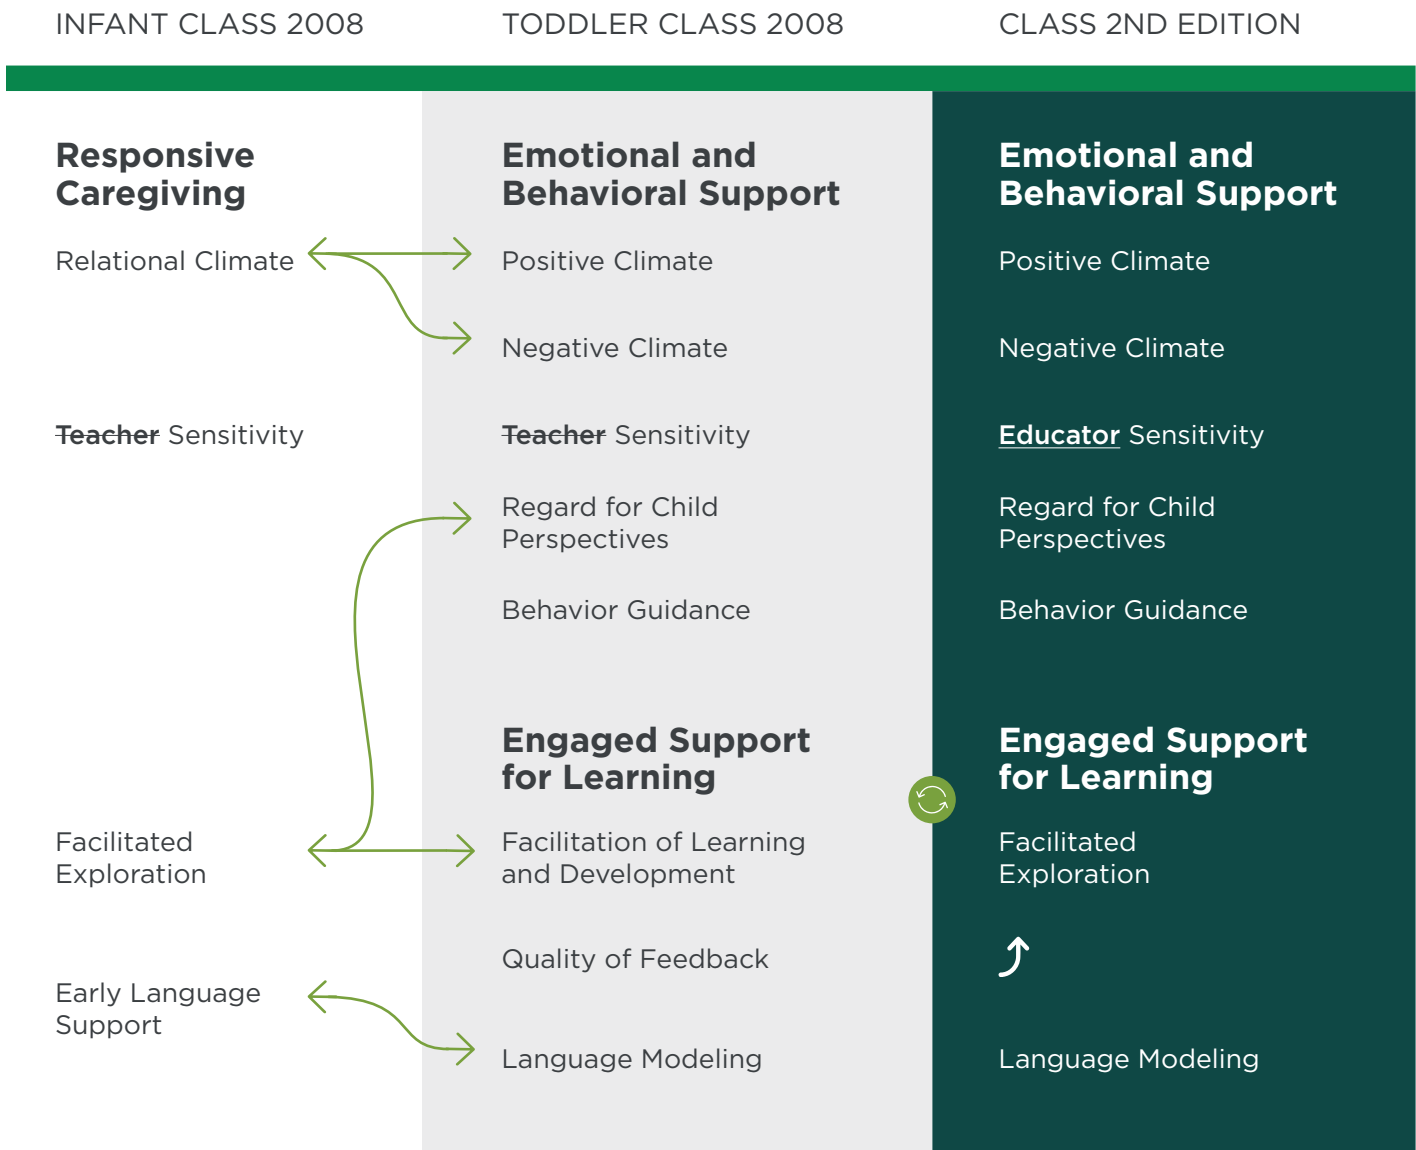 INFANT CLASS 2008
TODDLER CLASS 2008
CLASS 2ND EDITION
Responsive
Caregiving
Relational Climate
Teacher Sensitivity
Facilitated
Exploration
Early Language
Support
Emotional and
Behavioral Support
Positive Climate
Negative Climate
Teacher Sensitivity
Regard for Child
Perspectives
Behavior Guidance
Engaged Support
for Learning
Facilitation of Learning
and Development
Quality of Feedback
Language Modeling
Emotional and
Behavioral Support
Positive Climate
Negative Climate
Educator Sensitivity
Regard for Child
Perspectives
Behavior Guidance
Engaged Support
for Learning
Facilitated
Exploration
Language Modeling